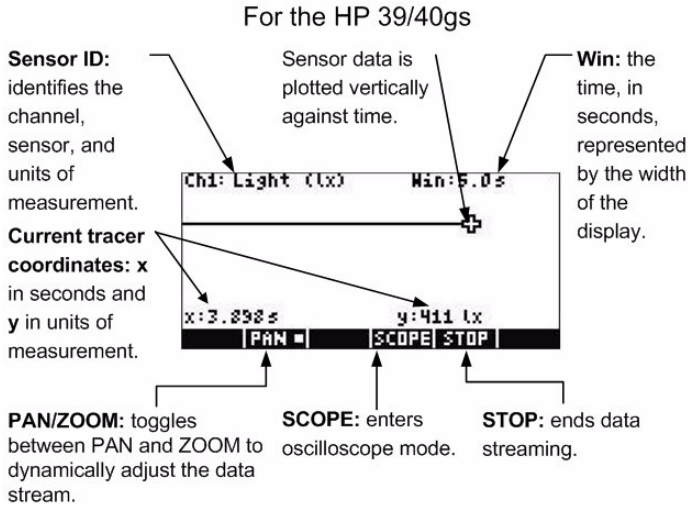 For the HP 39/40gs
Sensor ID:
identifies the
channel,
sensor, and
units of
measurement.
Sensor data is
plotted vertically
against time.
Win: the
time, in
seconds,
represented
by the width
of the
display.
Current tracer
coordinates: x
in seconds and
y in units of
measurement.
Ch1: Light (lx) Win:5.0s
x:3.898s y:411 lx
PAN SCOPE STOP
PAN/ZOOM: toggles
between PAN and ZOOM to
dynamically adjust the data
stream.
SCOPE: enters
oscilloscope mode.
STOP: ends data
streaming.